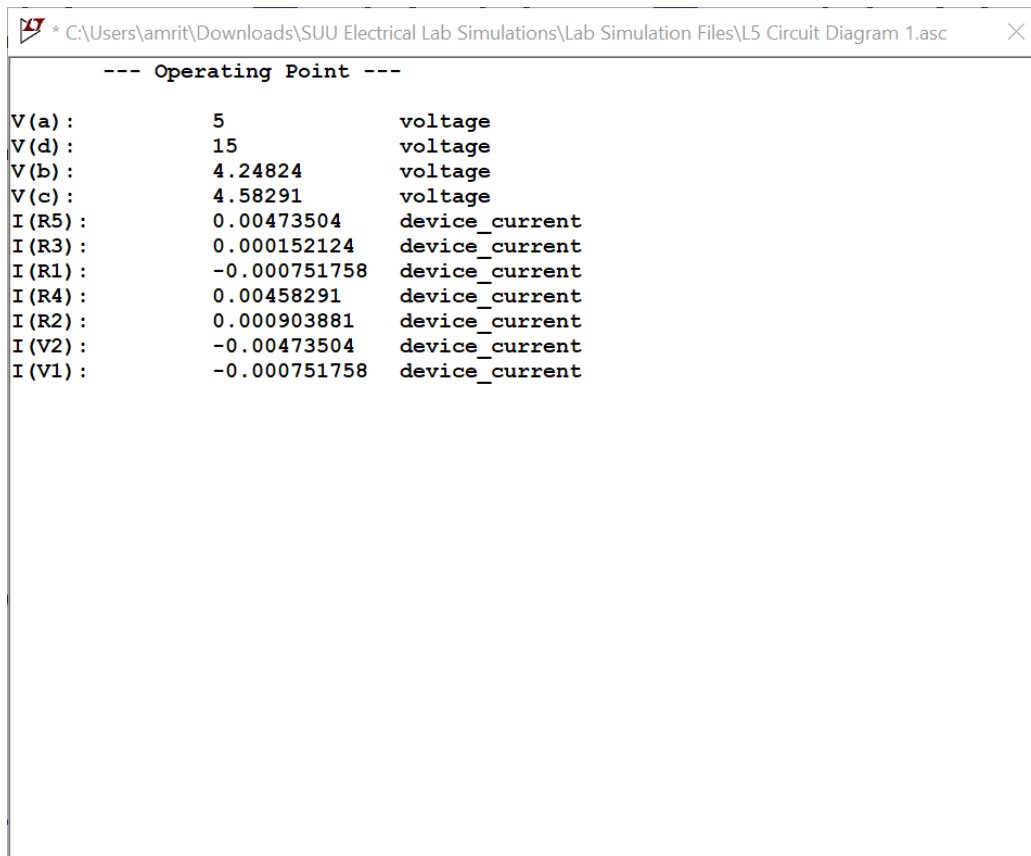 * C:\Users\amrit\Downloads\SUU Electrical Lab Simulations\Lab Simulation Files\L5 Circuit Diagram 1.asc
--- Operating Point ---
V(a): 5 voltage
V(d): 15 voltage
V(b): 4.24824 voltage
V(c): 4.58291 voltage
I(R5): 0.00473504 device_current
I(R3): 0.000152124 device_current
I(R1): -0.000751758 device_current
I(R4): 0.00458291 device_current
I(R2): 0.000903881 device_current
I(V2): -0.00473504 device_current
I(V1): -0.000751758 device_current